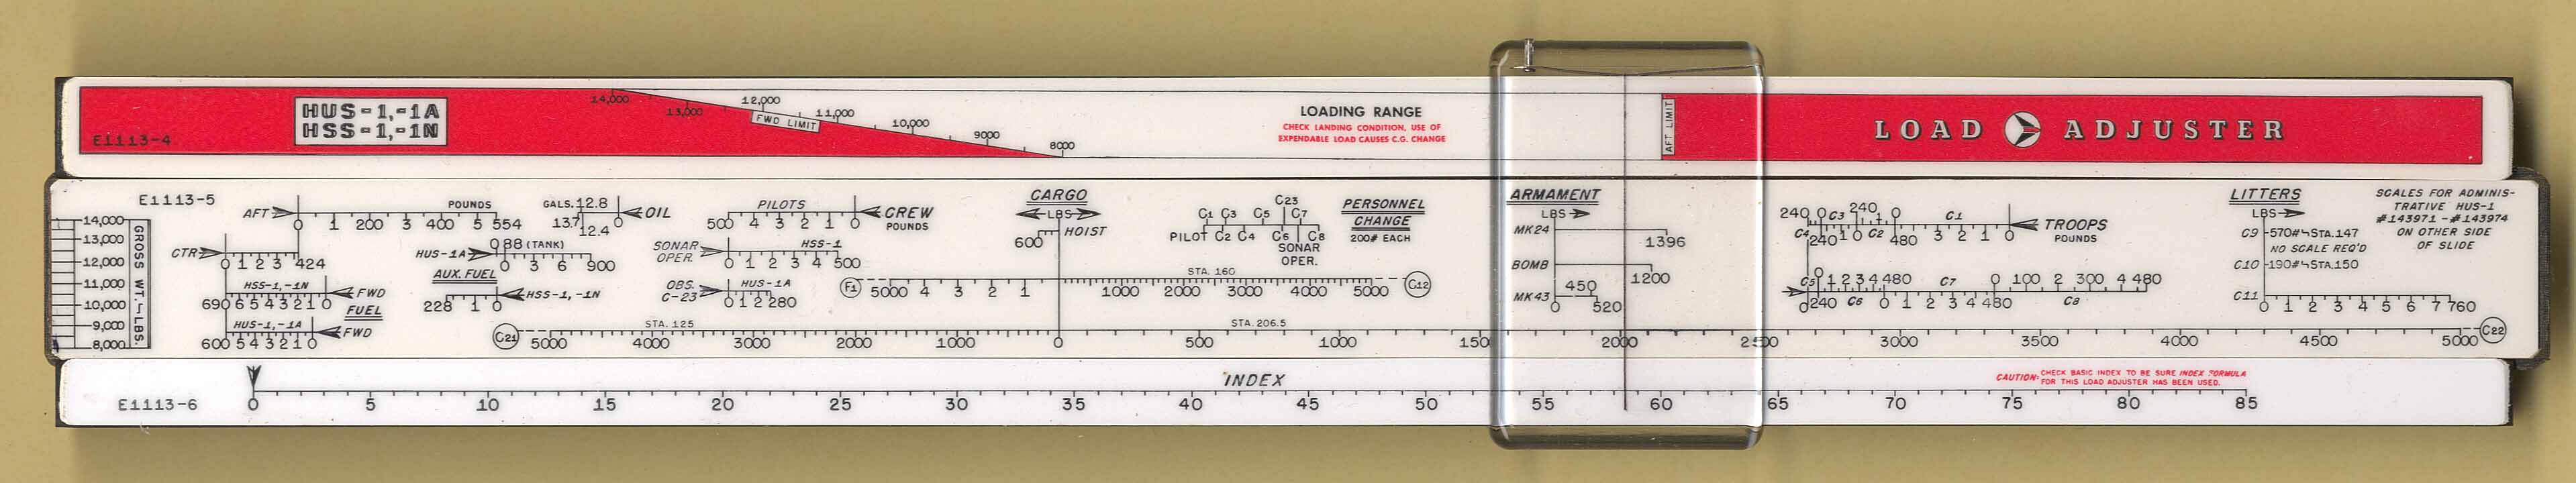 14,000 12,000
13,000 11,000
FWD LIMIT
10,000
9000
8000
HUS-1,-1A
HSS-1,-1N
E1113-4
LOADING RANGE
CHECK LANDING CONDITION, USE OF
EXPENDABLE LOAD CAUSES C.G. CHANGE
AFT LIMIT
LOAD ADJUSTER
E1113-5
14,000
13,000
12,000
11,000
10,000
9,000
8,000
GROSS WT. - LBS.
AFT POUNDS
0 1 200 3 400 5 554
CTR
0 1 2 3 424
HSS-1,-1N
690 6 5 4 3 2 1 0 FWD
FUEL
HUS-1,-1A
600 5 4 3 2 1 0 FWD
GALS. 12.8
13.7 0 OIL
12.4
HUS-1A 0 88 (TANK)
0 3 6 900
AUX. FUEL
228 1 0 HSS-1,-1N
PILOTS
500 4 3 2 1 0 CREW
POUNDS
SONAR OPER. HSS-1
0 1 2 3 4 500
OBS. C-23 HUS-1A
0 1 2 280
CARGO
LBS
600 HOIST
STA. 160
F1 5000 4 3 2 1 1000 2000 3000 4000 5000 C12
C23
C1 C3 C5 C7
PILOT C2 C4 C6 C8
SONAR
OPER.
PERSONNEL
CHANGE
200# EACH
ARMAMENT
LBS
MK24 1396
BOMB 1200
450
MK43 0 520
240 0 C3 240 0 C1
C4 240 1 0 C2 480 3 2 1 0 TROOPS
POUNDS
C5 0 1 2 3 4 480 C7 0 100 2 300 4 480
0 240 C6 0 1 2 3 4 480 C8
LITTERS
LBS
C9 570# STA.147
NO SCALE REQ'D
C10 190# STA.150
C11 0 1 2 3 4 5 6 7 760
SCALES FOR ADMINIS-
TRATIVE HUS-1
#143971 - #143974
ON OTHER SIDE
OF SLIDE
STA. 125 STA. 206.5
C21 5000 4000 3000 2000 1000 0 500 1000 1500 2000 2500 3000 3500 4000 4500 5000 C22
INDEX
CAUTION: CHECK BASIC INDEX TO BE SURE INDEX FORMULA
FOR THIS LOAD ADJUSTER HAS BEEN USED.
E1113-6 0 5 10 15 20 25 30 35 40 45 50 55 60 65 70 75 80 85